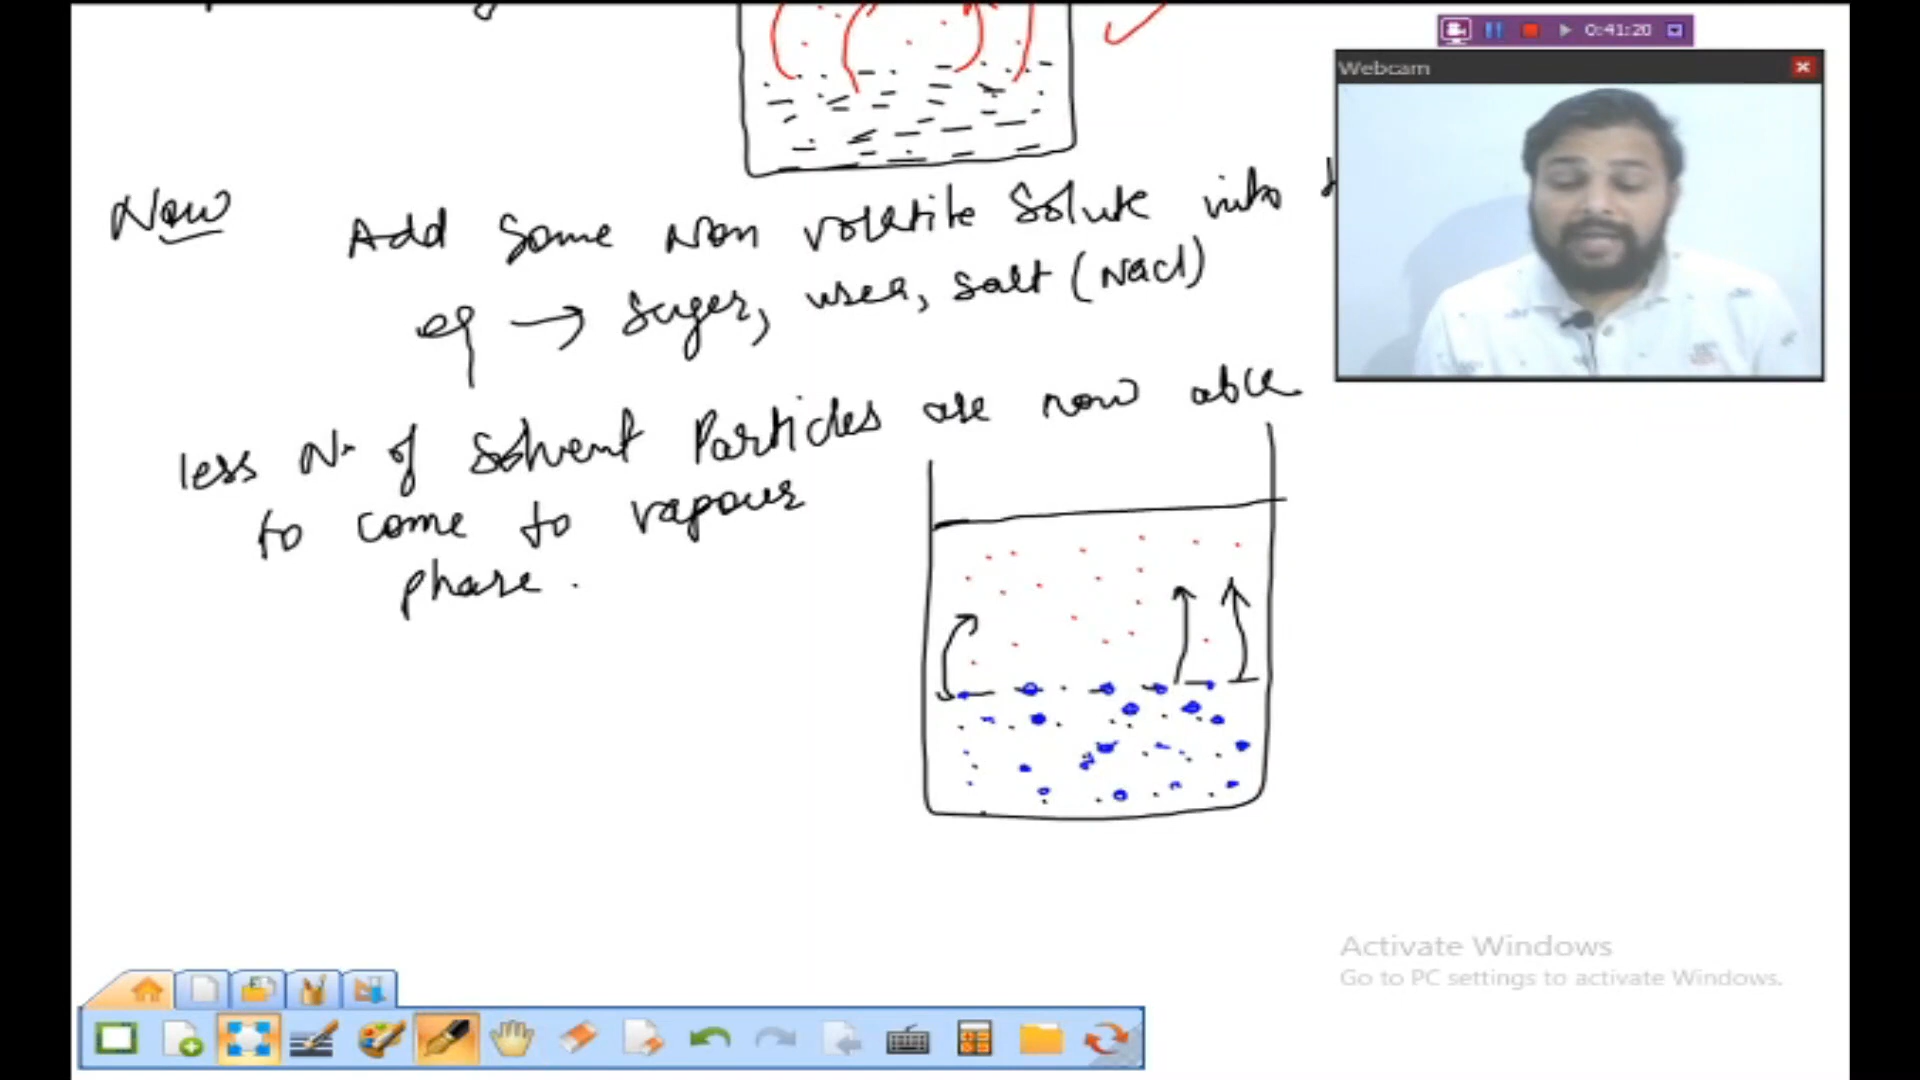 0:41:20
Webcam
Now Add Some Non volatile Solute into
eg → Suger, urea, Salt (Nacl)
less No of Solvent Particles are now able
to come to vapour
phase.
Activate Windows
Go to PC settings to activate Windows.